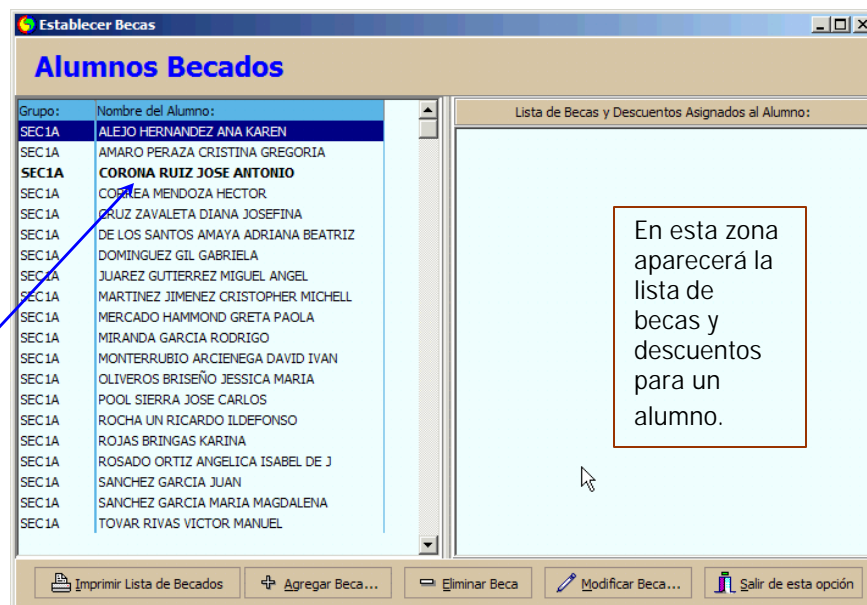 Establecer Becas
Alumnos Becados
Grupo: Nombre del Alumno:
SEC1A ALEJO HERNANDEZ ANA KAREN
SEC1A AMARO PERAZA CRISTINA GREGORIA
SEC1A CORONA RUIZ JOSE ANTONIO
SEC1A CORREA MENDOZA HECTOR
SEC1A CRUZ ZAVALETA DIANA JOSEFINA
SEC1A DE LOS SANTOS AMAYA ADRIANA BEATRIZ
SEC1A DOMINGUEZ GIL GABRIELA
SEC1A JUAREZ GUTIERREZ MIGUEL ANGEL
SEC1A MARTINEZ JIMENEZ CRISTOPHER MICHELL
SEC1A MERCADO HAMMOND GRETA PAOLA
SEC1A MIRANDA GARCIA RODRIGO
SEC1A MONTERRUBIO ARCIENEGA DAVID IVAN
SEC1A OLIVEROS BRISEÑO JESSICA MARIA
SEC1A POOL SIERRA JOSE CARLOS
SEC1A ROCHA UN RICARDO ILDEFONSO
SEC1A ROJAS BRINGAS KARINA
SEC1A ROSADO ORTIZ ANGELICA ISABEL DE J
SEC1A SANCHEZ GARCIA JUAN
SEC1A SANCHEZ GARCIA MARIA MAGDALENA
SEC1A TOVAR RIVAS VICTOR MANUEL
Lista de Becas y Descuentos Asignados al Alumno:
En esta zona
aparecerá la
lista de
becas y
descuentos
para un
alumno.
Imprimir Lista de Becados Agregar Beca... Eliminar Beca Modificar Beca... Salir de esta opción